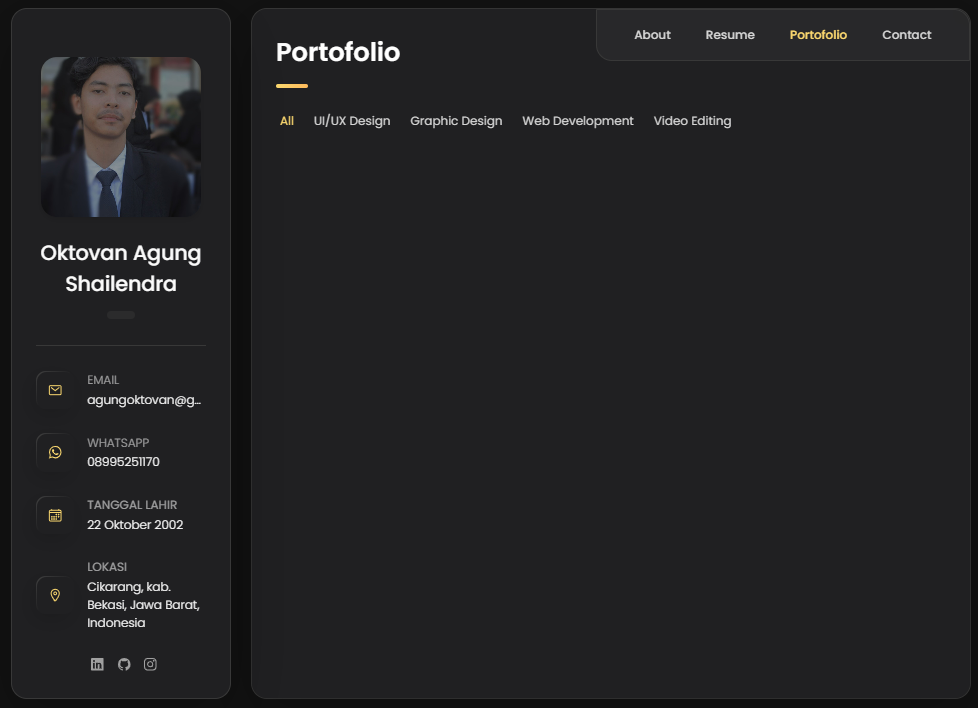 Oktovan Agung
Shailendra
EMAIL
agungoktovan@g...
WHATSAPP
08995251170
TANGGAL LAHIR
22 Oktober 2002
LOKASI
Cikarang, kab.
Bekasi, Jawa Barat,
Indonesia
About Resume Portofolio Contact
Portofolio
All UI/UX Design Graphic Design Web Development Video Editing